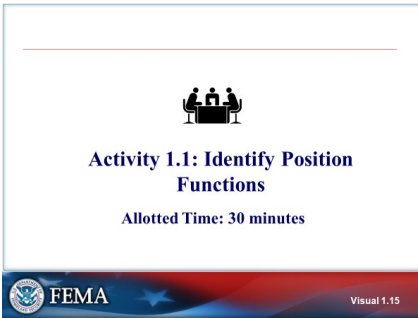 Activity 1.1: Identify Position
Functions
Allotted Time: 30 minutes
FEMA
Visual 1.15